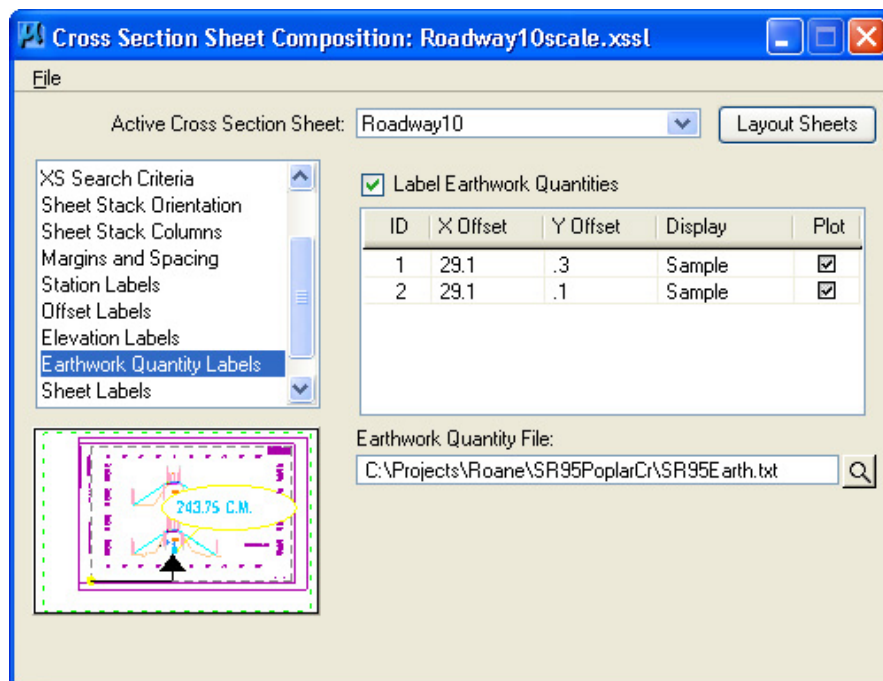 Cross Section Sheet Composition: Roadway10scale.xssl
File
Active Cross Section Sheet: Roadway10 Layout Sheets
XS Search Criteria
Sheet Stack Orientation
Sheet Stack Columns
Margins and Spacing
Station Labels
Offset Labels
Elevation Labels
Earthwork Quantity Labels
Sheet Labels
Label Earthwork Quantities
ID X Offset Y Offset Display Plot
1 29.1 .3 Sample
2 29.1 .1 Sample
243.75 C.M.
Earthwork Quantity File:
C:\Projects\Roane\SR95PoplarCr\SR95Earth.txt